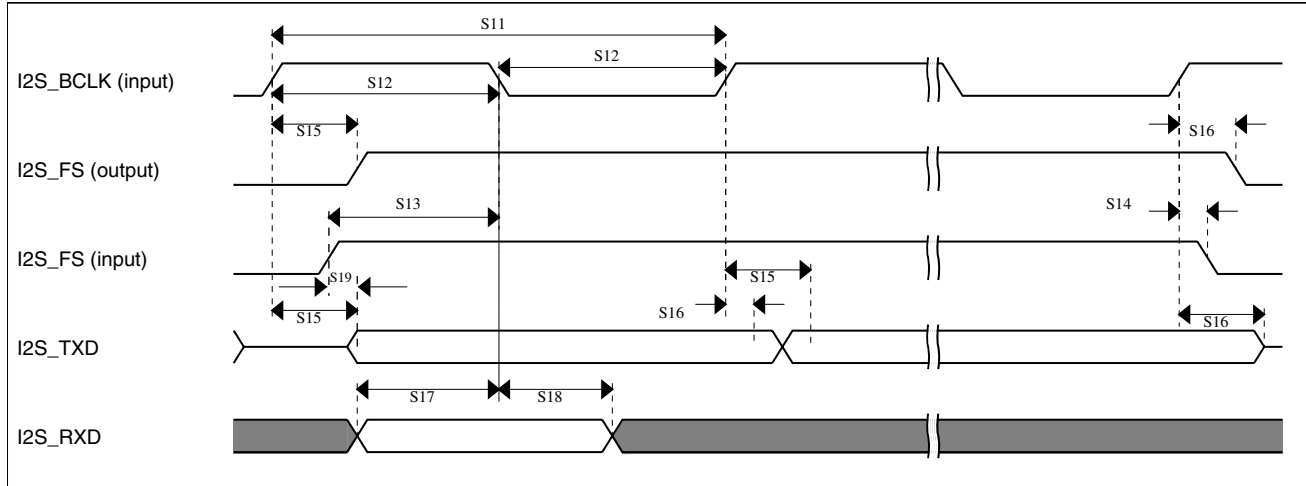 S11
I2S_BCLK (input)
S12
S12
S15
S16
I2S_FS (output)
S13
S14
I2S_FS (input)
S19
S15
S15
S16
S16
I2S_TXD
S17
S18
I2S_RXD